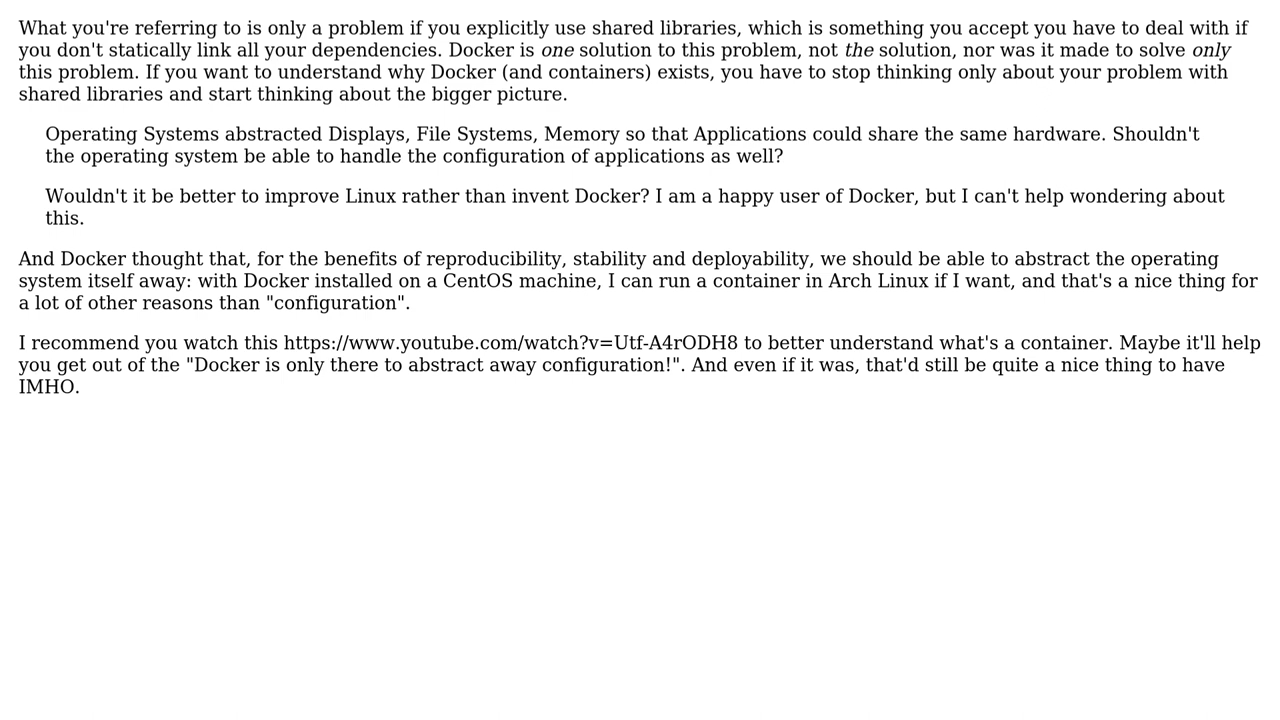 What you're referring to is only a problem if you explicitly use shared libraries, which is something you accept you have to deal with if
you don't statically link all your dependencies. Docker is one solution to this problem, not the solution, nor was it made to solve only
this problem. If you want to understand why Docker (and containers) exists, you have to stop thinking only about your problem with
shared libraries and start thinking about the bigger picture.
Operating Systems abstracted Displays, File Systems, Memory so that Applications could share the same hardware. Shouldn't
the operating system be able to handle the configuration of applications as well?
Wouldn't it be better to improve Linux rather than invent Docker? I am a happy user of Docker, but I can't help wondering about
this.
And Docker thought that, for the benefits of reproducibility, stability and deployability, we should be able to abstract the operating
system itself away: with Docker installed on a CentOS machine, I can run a container in Arch Linux if I want, and that's a nice thing for
a lot of other reasons than "configuration".
I recommend you watch this https://www.youtube.com/watch?v=Utf-A4rODH8 to better understand what's a container. Maybe it'll help
you get out of the "Docker is only there to abstract away configuration!". And even if it was, that'd still be quite a nice thing to have
IMHO.